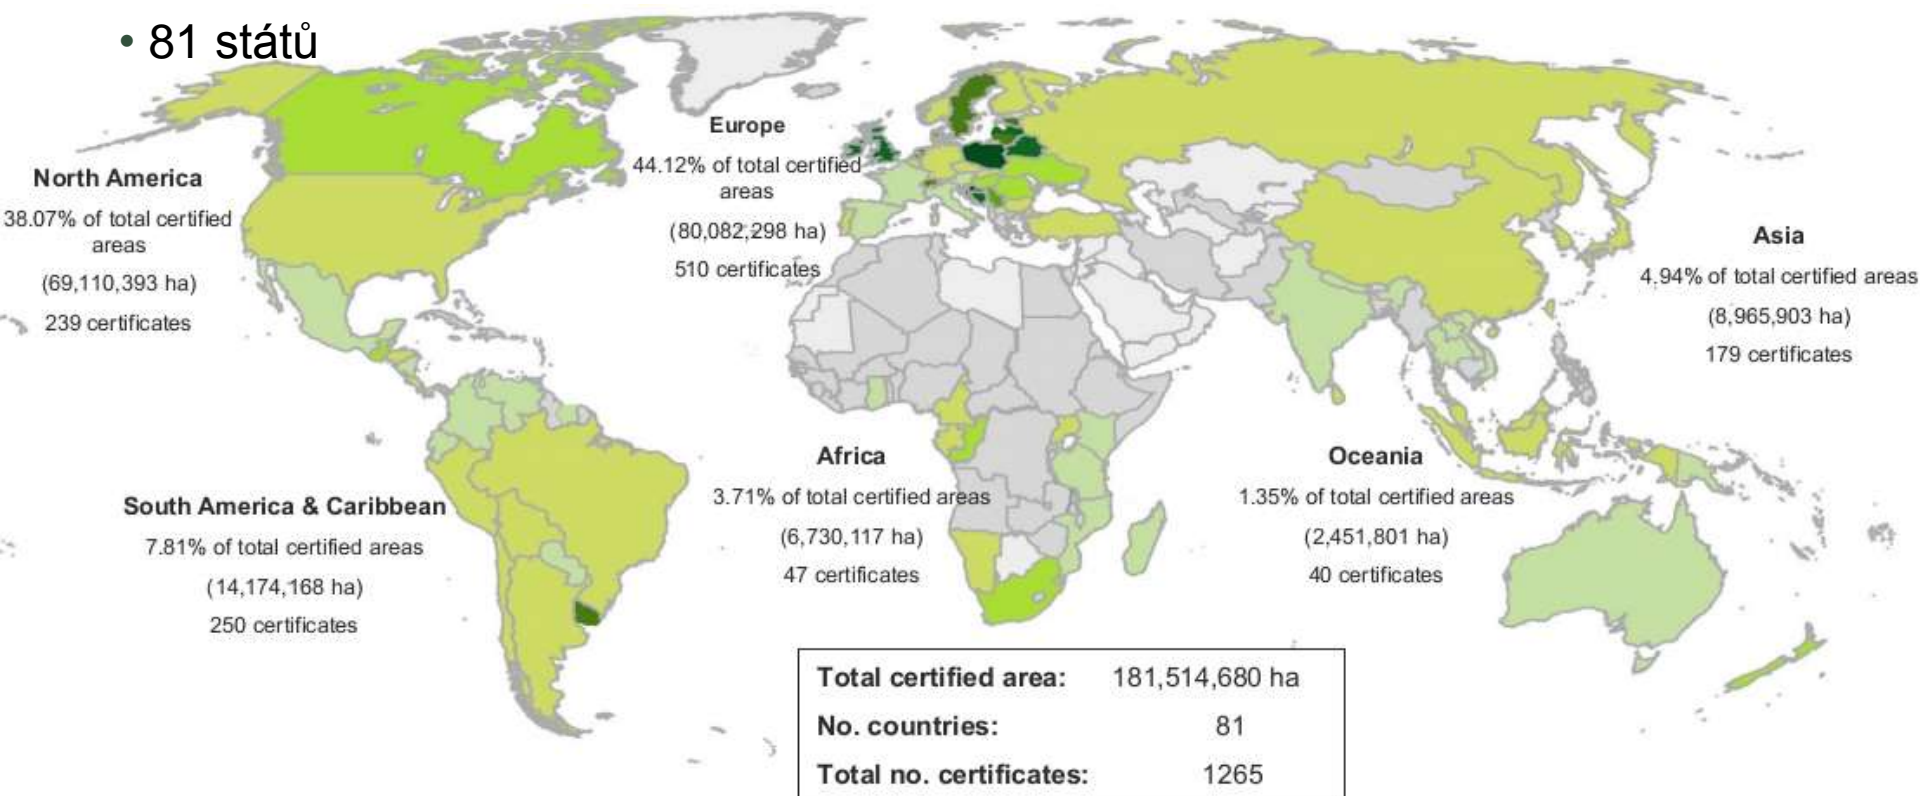 • 81 států
Europe
44.12% of total certified
areas
(80,082,298 ha)
510 certificates
North America
38.07% of total certified
areas
(69,110,393 ha)
239 certificates
Asia
4.94% of total certified areas
(8,965,903 ha)
179 certificates
Africa
3.71% of total certified areas
(6,730,117 ha)
47 certificates
Oceania
1.35% of total certified areas
(2,451,801 ha)
40 certificates
South America & Caribbean
7.81% of total certified areas
(14,174,168 ha)
250 certificates
Total certified area: 181,514,680 ha
No. countries: 81
Total no. certificates: 1265